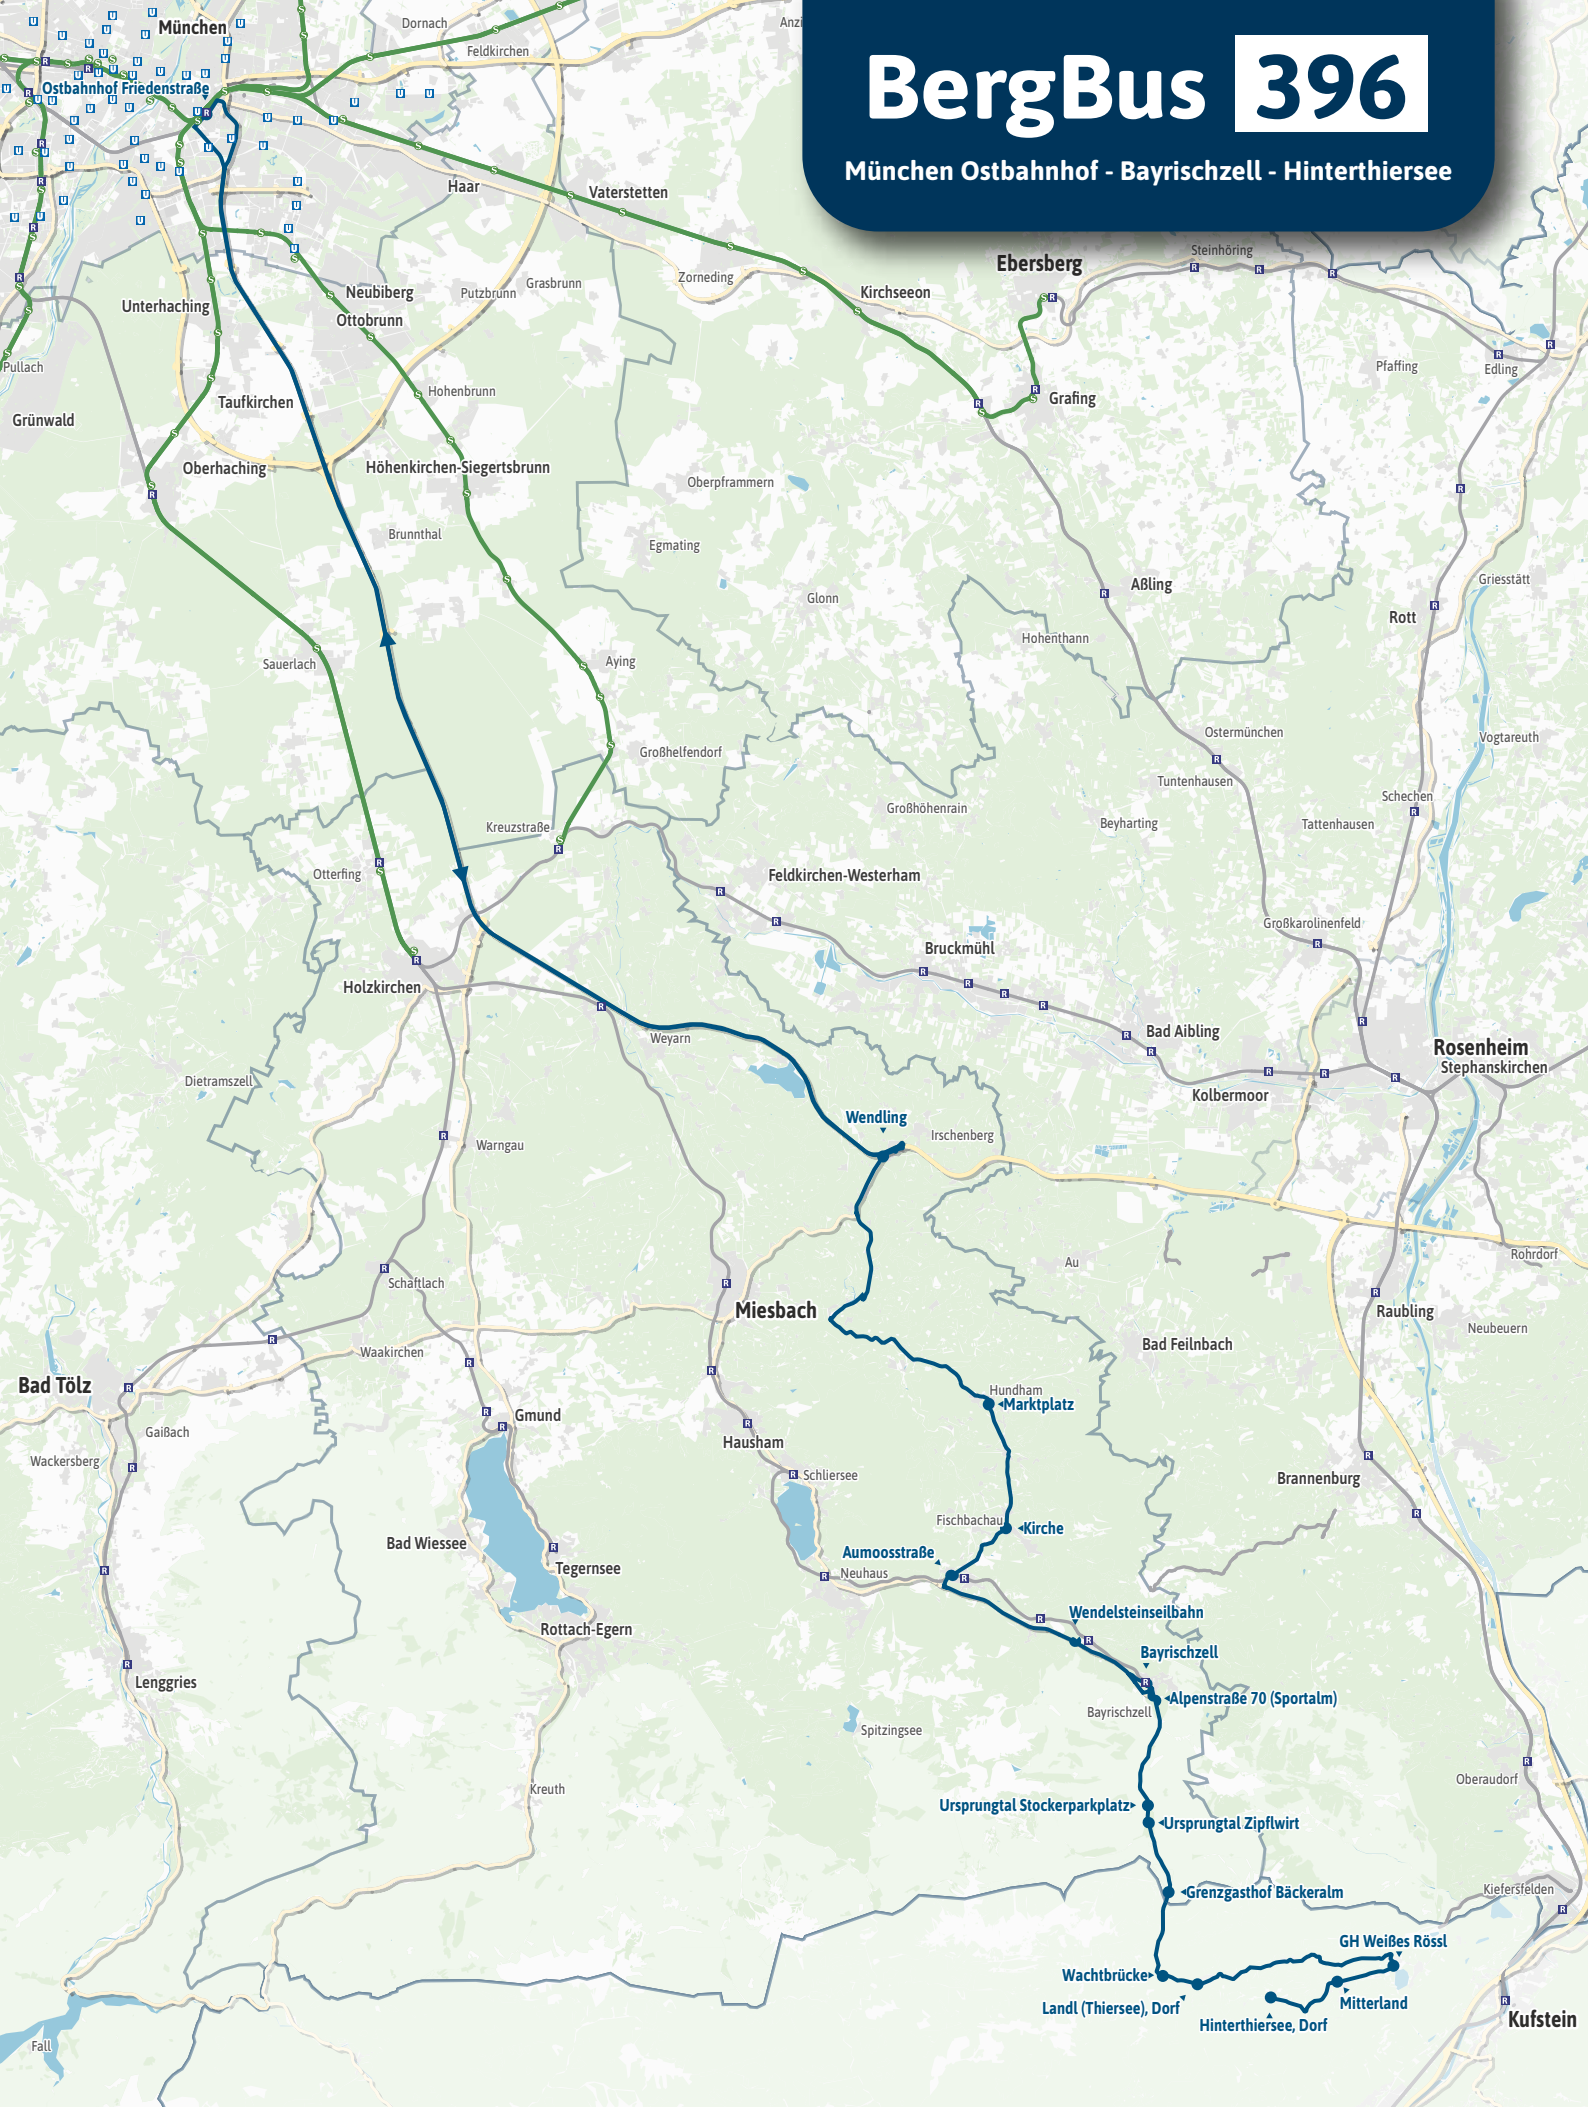 BergBus 396
München Ostbahnhof - Bayrischzell - Hinterthiersee
München
Dornach
Feldkirchen
Anzi
Ostbahnhof Friedenstraße
Haar
Vaterstetten
Steinhöring
Ebersberg
Zorneding
Grasbrunn
Putzbrunn
Neubiberg
Kirchseeon
Unterhaching
Ottobrunn
Pullach
Pfaffing
Edling
Hohenbrunn
Grafing
Taufkirchen
Grünwald
Oberhaching
Höhenkirchen-Siegertsbrunn
Oberpframmern
Brunnthal
Egmating
Griesstätt
Aßling
Glonn
Rott
Hohenthann
Sauerlach
Aying
Ostermünchen
Vogtareuth
Großhelfendorf
Tuntenhausen
Schechen
Großhöhenrain
Beyharting
Tattenhausen
Kreuzstraße
Otterfing
Feldkirchen-Westerham
Großkarolinenfeld
Bruckmühl
Holzkirchen
Weyarn
Bad Aibling
Rosenheim
Stephanskirchen
Dietramszell
Kolbermoor
Wendling
Irschenberg
Warngau
Rohrdorf
Au
Schaftlach
Miesbach
Raubling
Neubeuern
Bad Feilnbach
Waakirchen
Bad Tölz
Hundham
Marktplatz
Gmund
Gaißach
Hausham
Wackersberg
Schliersee
Brannenburg
Fischbachau
Kirche
Bad Wiessee
Aumoosstraße
Tegernsee
Neuhaus
Wendelsteinseilbahn
Rottach-Egern
Bayrischzell
Lenggries
Alpenstraße 70 (Sportalm)
Bayrischzell
Spitzingsee
Oberaudorf
Kreuth
Ursprungtal Stockerparkplatz
Ursprungtal Zipflwirt
Kiefersfelden
Grenzgasthof Bäckeralm
GH Weißes Rössl
Wachtbrücke
Mitterland
Landl (Thiersee), Dorf
Kufstein
Hinterthiersee, Dorf
Fall